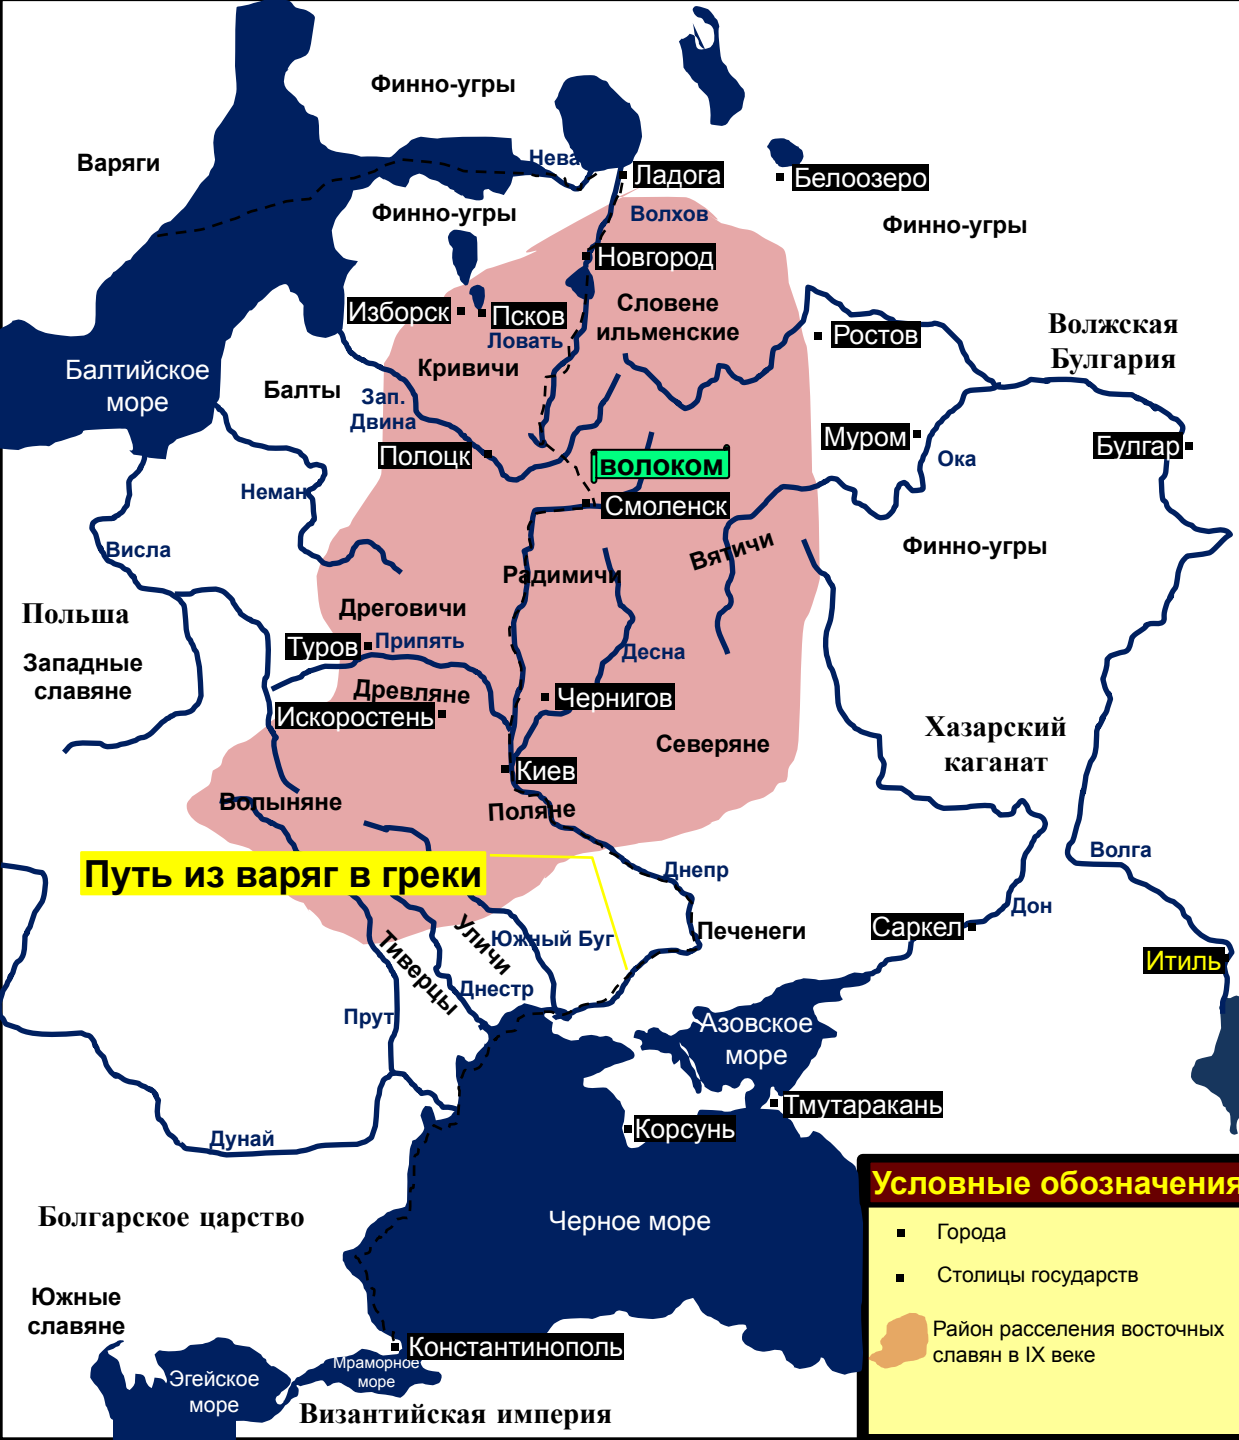 Финно-угры
Варяги
Нева
Ладога
Белоозеро
Финно-угры
Волхов
Финно-угры
Новгород
Изборск
Псков
Словене
ильменские
Ловать
Ростов
Волжская
Булгария
Балтийское
море
Балты
Кривичи
Зап.
Двина
Полоцк
волоком
Муром
Ока
Булгар
Неман
Смоленск
Висла
Вятичи
Финно-угры
Радимичи
Польша
Дреговичи
Западные
славяне
Туров
Припять
Десна
Древляне
Чернигов
Искоростень
Северяне
Хазарский
каганат
Киев
Волыняне
Поляне
Волга
Путь из варяг в греки
Днепр
Дон
Уличи
Южный Буг
Печенеги
Саркел
Итиль
Тиверцы
Днестр
Прут
Азовское
море
Тмутаракань
Корсунь
Дунай
Болгарское царство
Черное море
Южные
славяне
Константинополь
Мраморное
море
Эгейское
море
Византийская империя
Условные обозначения
Города
Столицы государств
Район расселения восточных
славян в IX веке